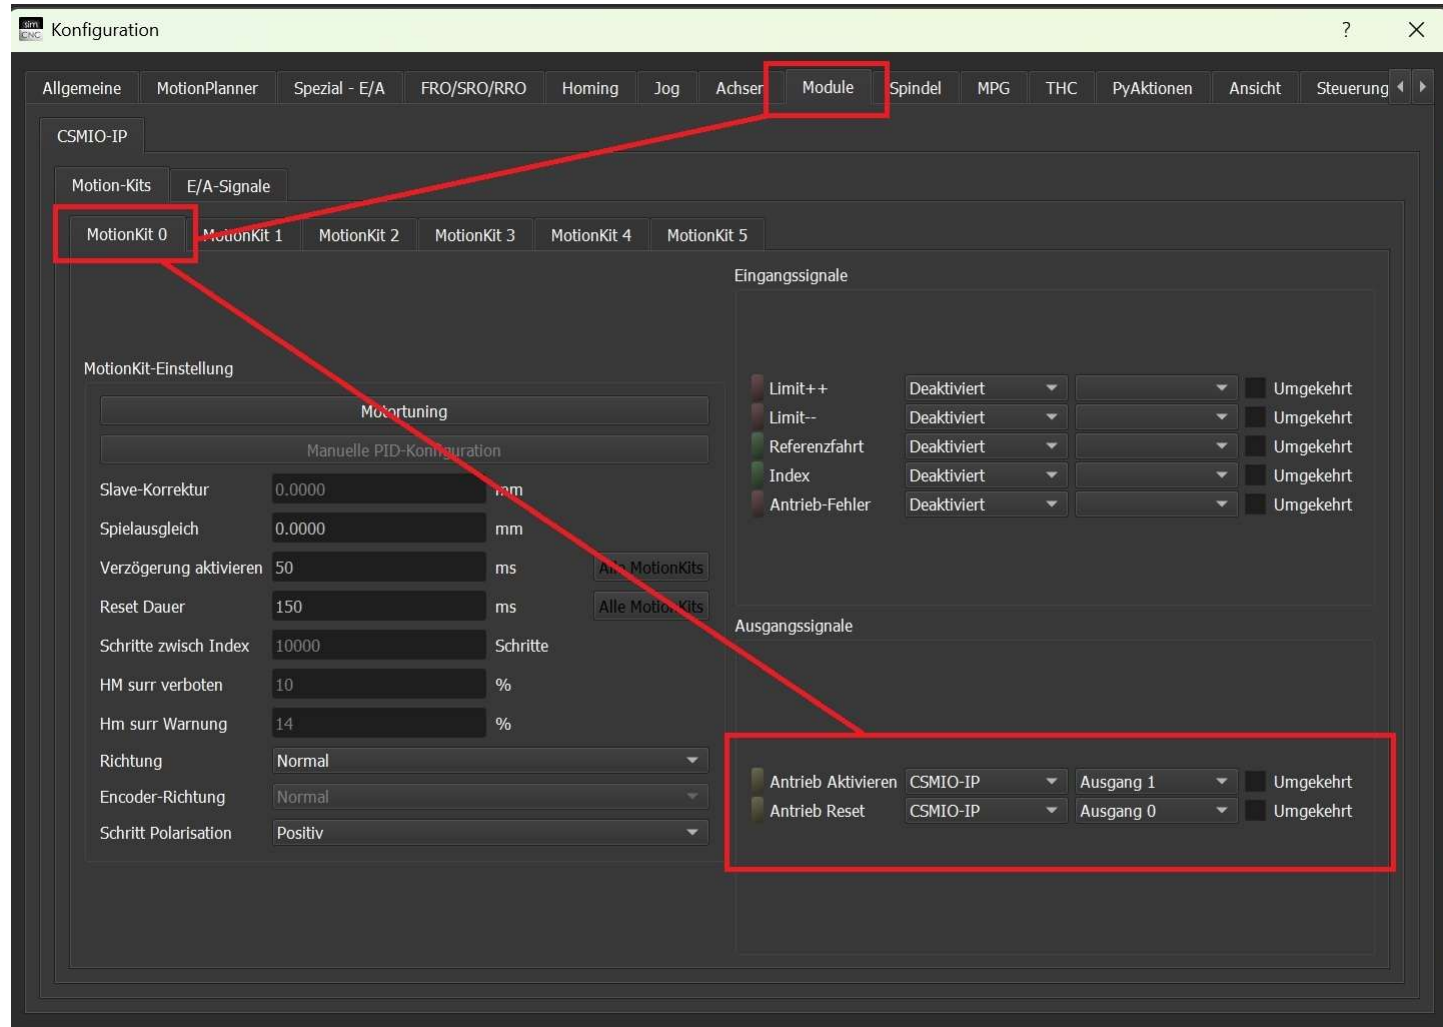 sim CNC Konfiguration ?
Allgemeine MotionPlanner Spezial - E/A FRO/SRO/RRO Homing Jog Achsen Module Spindel MPG THC PyAktionen Ansicht Steuerung
CSMIO-IP
Motion-Kits E/A-Signale
MotionKit 0 MotionKit 1 MotionKit 2 MotionKit 3 MotionKit 4 MotionKit 5
MotionKit-Einstellung
Motortuning
Manuelle PID-Konfiguration
Slave-Korrektur 0.0000 mm
Spielausgleich 0.0000 mm
Verzögerung aktivieren 50 ms Alle MotionKits
Reset Dauer 150 ms Alle MotionKits
Schritte zwisch Index 10000 Schritte
HM surr verboten 10 %
Hm surr Warnung 14 %
Richtung Normal
Encoder-Richtung Normal
Schritt Polarisation Positiv
Eingangssignale
Limit++ Deaktiviert Umgekehrt
Limit-- Deaktiviert Umgekehrt
Referenzfahrt Deaktiviert Umgekehrt
Index Deaktiviert Umgekehrt
Antrieb-Fehler Deaktiviert Umgekehrt
Ausgangssignale
Antrieb Aktivieren CSMIO-IP Ausgang 1 Umgekehrt
Antrieb Reset CSMIO-IP Ausgang 0 Umgekehrt